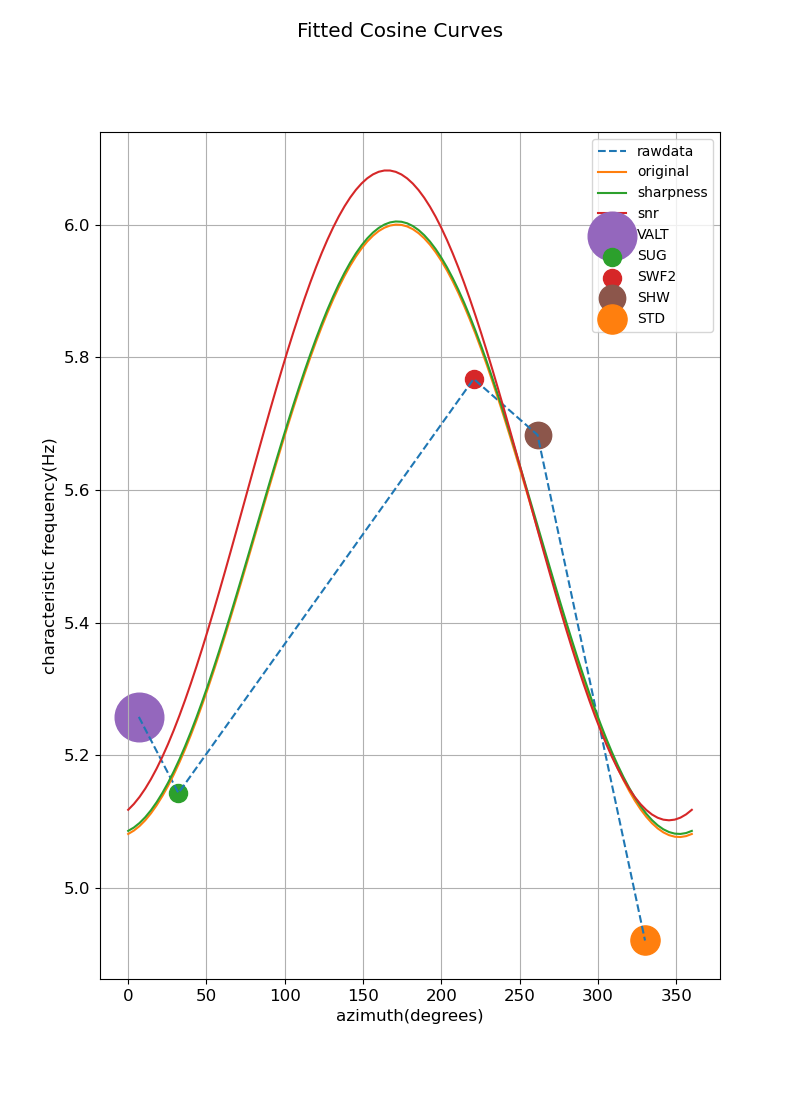 Fitted Cosine Curves
rawdata
original
sharpness
snr
VALT
SUG
SWF2
SHW
STD
6.0
5.8
5.6
5.4
5.2
5.0
characteristic frequency(Hz)
0 50 100 150 200 250 300 350
azimuth(degrees)